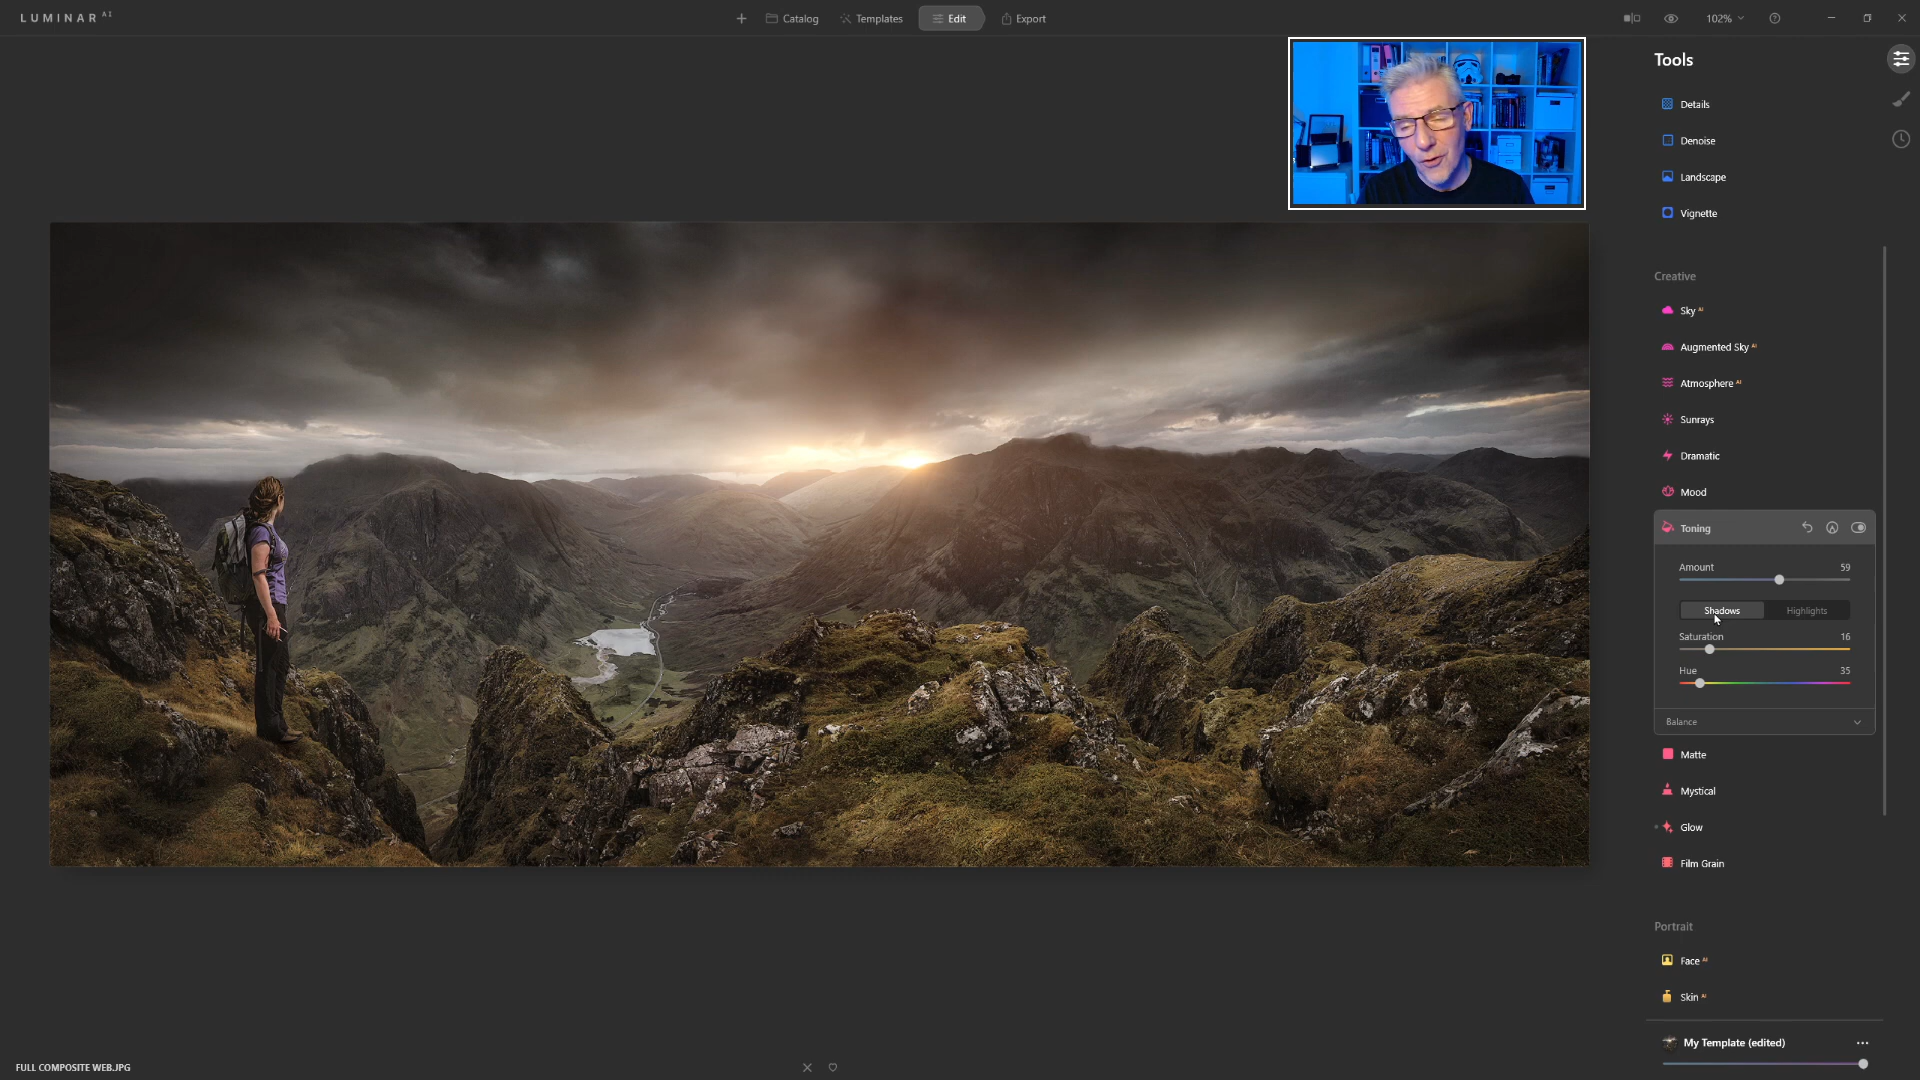 LUMINAR AI
Catalog
Templates
Edit
Export
102%
Tools
Details
Denoise
Landscape
Vignette
Creative
Sky AI
Augmented Sky AI
Atmosphere AI
Sunrays
Dramatic
Mood
Toning
Amount 59
Shadows Highlights
Saturation 16
Hue 35
Balance
Matte
Mystical
Glow
Film Grain
Portrait
Face AI
Skin AI
My Template (edited)
FULL COMPOSITE WEB.JPG